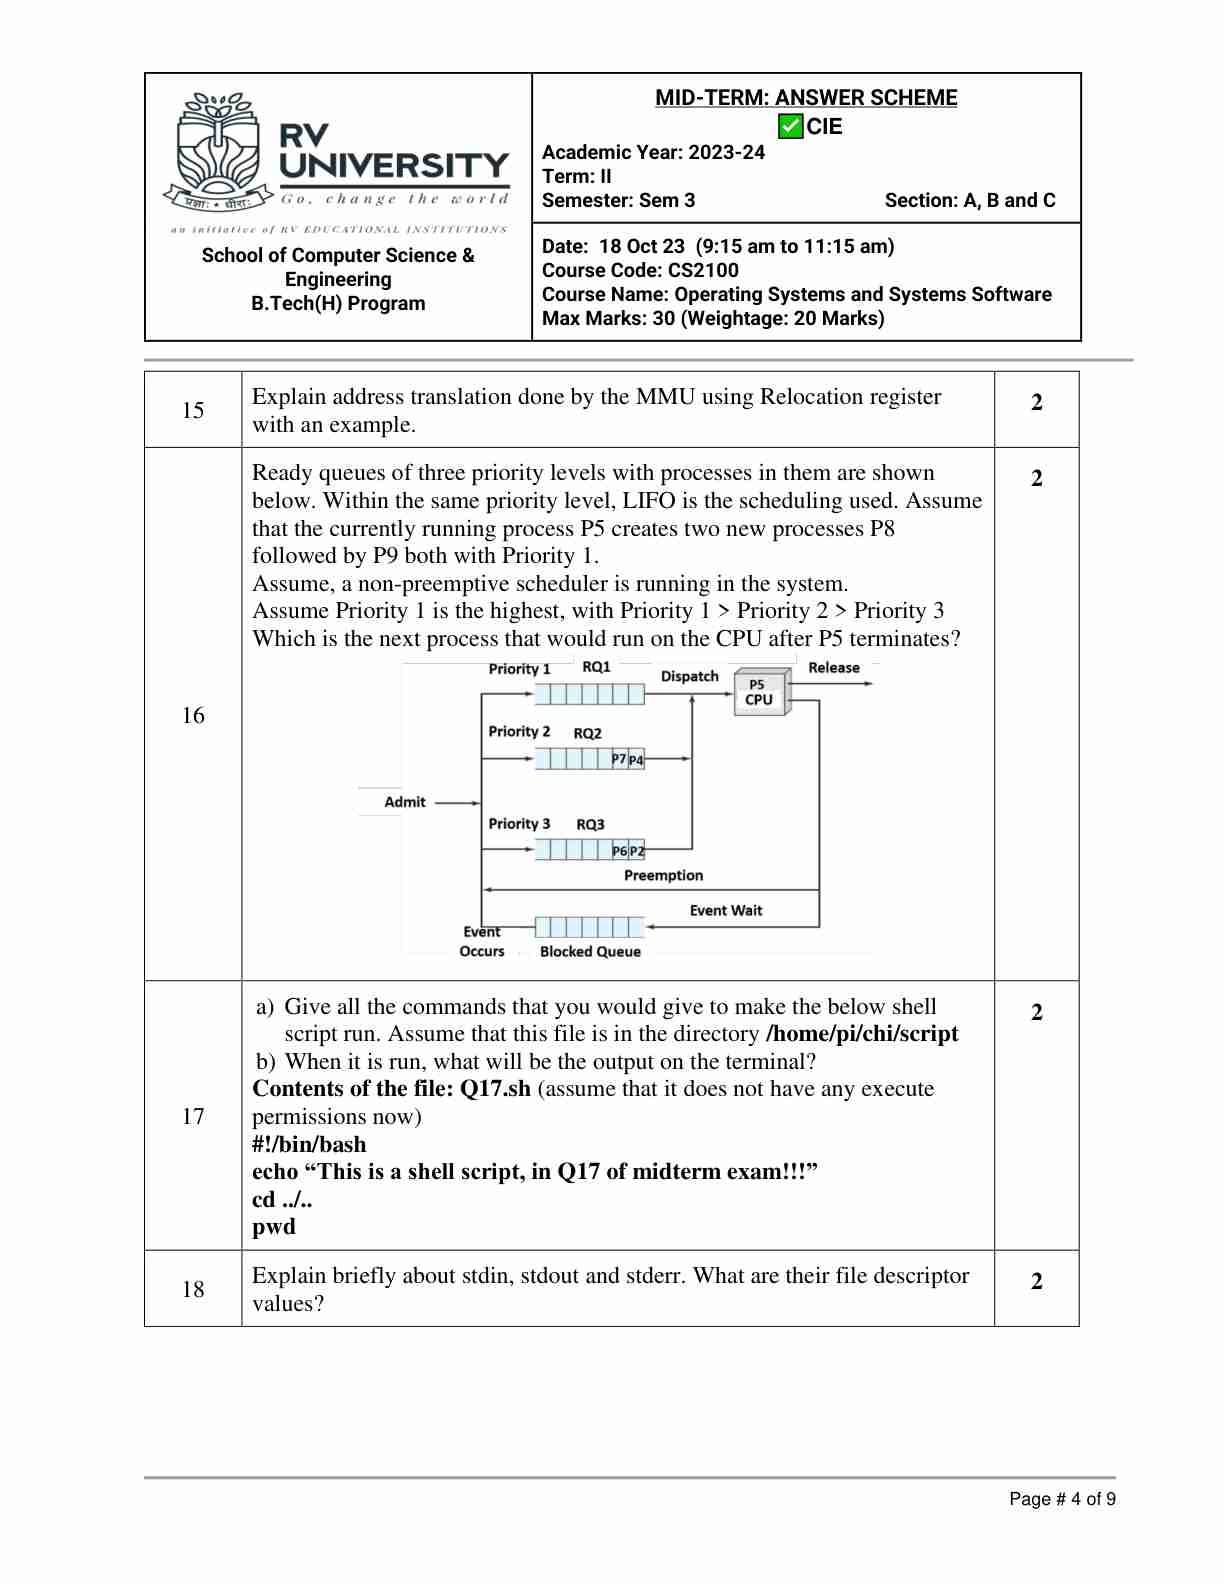 RV
UNIVERSITY
Go, change the world
प्रज्ञाः ⋆ धीराः
an initiative of RV EDUCATIONAL INSTITUTIONS
School of Computer Science &
Engineering
B.Tech(H) Program
MID-TERM: ANSWER SCHEME
✅ CIE
Academic Year: 2023-24
Term: II
Semester: Sem 3 Section: A, B and C
Date: 18 Oct 23 (9:15 am to 11:15 am)
Course Code: CS2100
Course Name: Operating Systems and Systems Software
Max Marks: 30 (Weightage: 20 Marks)
15
Explain address translation done by the MMU using Relocation register
with an example.
2
16
Ready queues of three priority levels with processes in them are shown
below. Within the same priority level, LIFO is the scheduling used. Assume
that the currently running process P5 creates two new processes P8
followed by P9 both with Priority 1.
Assume, a non-preemptive scheduler is running in the system.
Assume Priority 1 is the highest, with Priority 1 > Priority 2 > Priority 3
Which is the next process that would run on the CPU after P5 terminates?
2
Priority 1 RQ1
Dispatch
Release
P5
CPU
Priority 2 RQ2
P7 P4
Admit
Priority 3 RQ3
P6 P2
Preemption
Event Wait
Event
Occurs
Blocked Queue
17
a) Give all the commands that you would give to make the below shell
script run. Assume that this file is in the directory /home/pi/chi/script
b) When it is run, what will be the output on the terminal?
Contents of the file: Q17.sh (assume that it does not have any execute
permissions now)
#!/bin/bash
echo “This is a shell script, in Q17 of midterm exam!!!”
cd ../..
pwd
2
18
Explain briefly about stdin, stdout and stderr. What are their file descriptor
values?
2
Page # 4 of 9